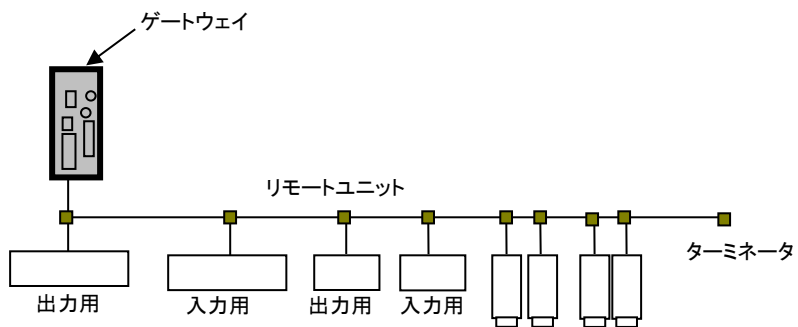 ゲートウェイ
リモートユニット
ターミネータ
出力用
入力用
出力用
入力用